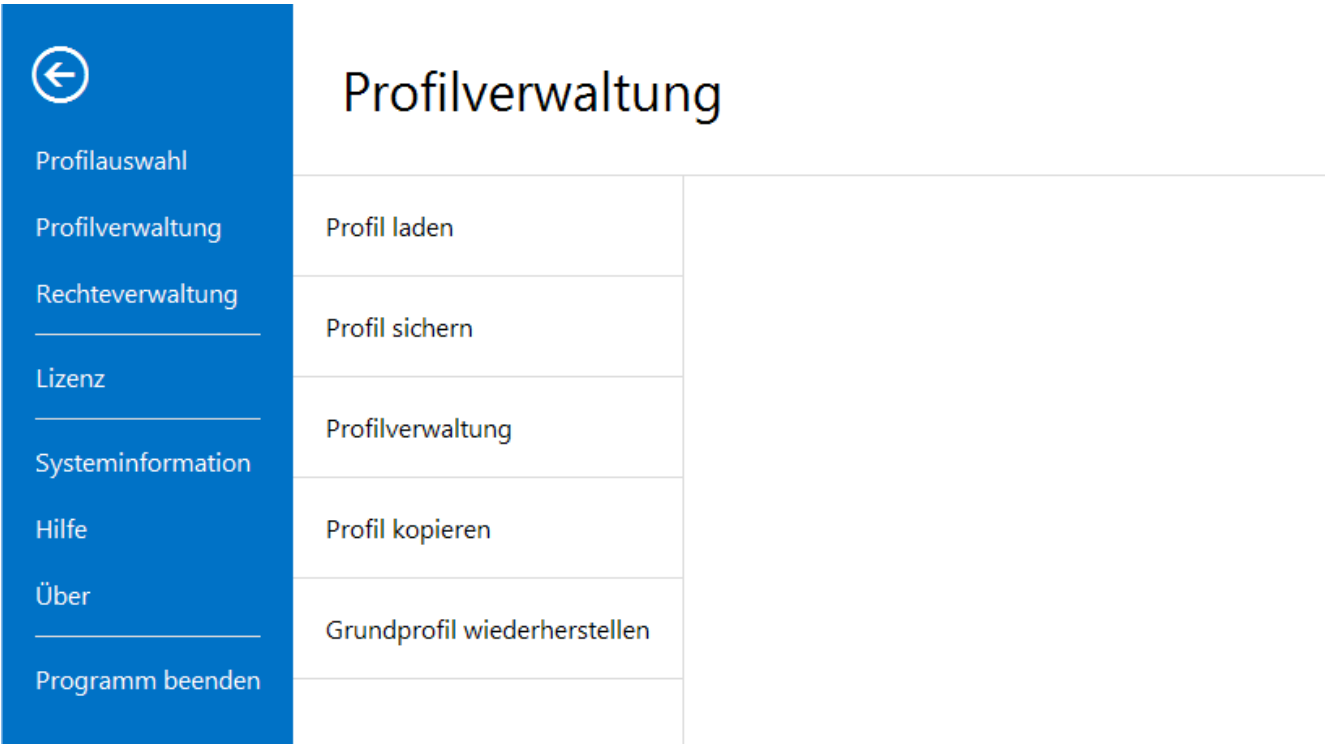 Profilverwaltung
Profilauswahl
Profilverwaltung
Rechteverwaltung
Lizenz
Systeminformation
Hilfe
Über
Programm beenden
Profil laden
Profil sichern
Profilverwaltung
Profil kopieren
Grundprofil wiederherstellen